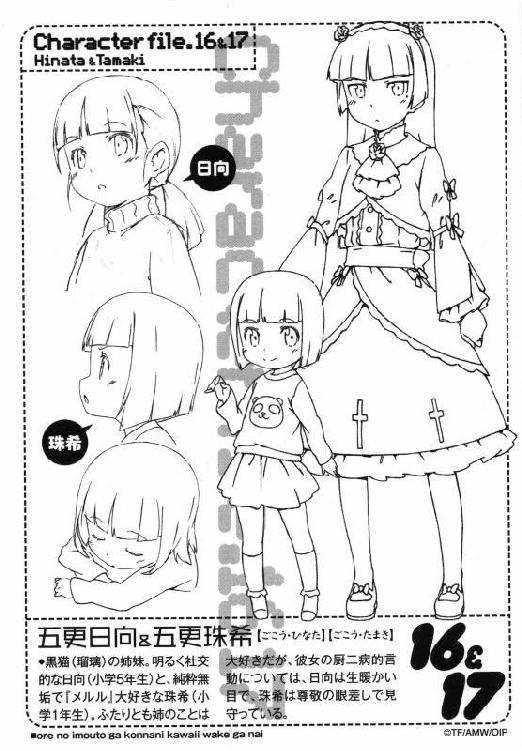 Character file.16&17
Hinata & Tamaki
Character file.16&17
日向
珠希
五更日向&五更珠希【ごこう・ひなた】【ごこう・たまき】
●黒猫（瑠璃）の姉妹。明るく社交
的な日向（小学5年生）と、純粋無
垢で『メルル』大好きな珠希（小
学1年生）。ふたりとも姉のことは
大好きだが、彼女の厨二病的言
動については、日向は生暖かい
目で、珠希は尊敬の眼差しで見
守っている。
16&
17
■oro no imouto ga konnani kawaii wake ga nai
©TF/AMW/OIP